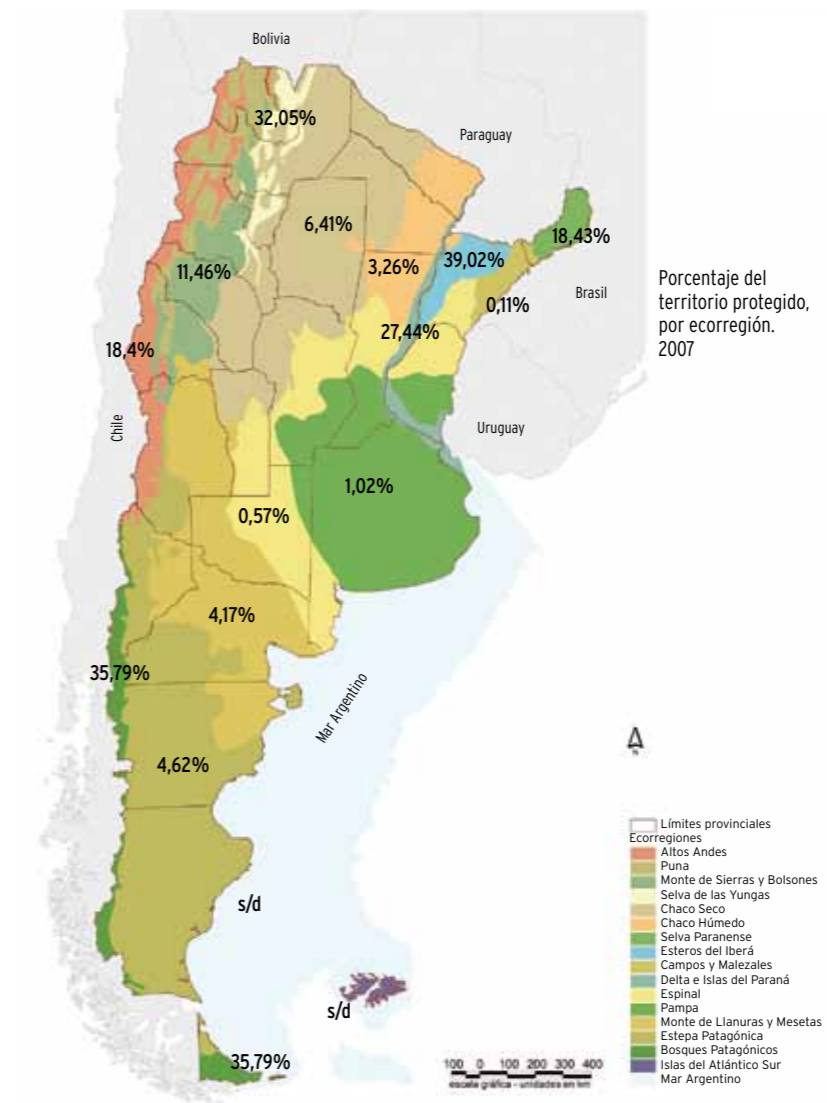 Bolivia
32,05%
Paraguay
6,41%
18,43%
3,26%
39,02%
11,46%
Brasil
0,11%
Porcentaje del
territorio protegido,
por ecorregión.
2007
27,44%
18,4%
Chile
Uruguay
1,02%
0,57%
4,17%
35,79%
Mar Argentino
4,62%
N
s/d
s/d
35,79%
Límites provinciales
Ecorregiones
Altos Andes
Puna
Monte de Sierras y Bolsones
Selva de las Yungas
Chaco Seco
Chaco Húmedo
Selva Paranense
Esteros del Iberá
Campos y Malezales
Delta e Islas del Paraná
Espinal
Pampa
Monte de Llanuras y Mesetas
Estepa Patagónica
Bosques Patagónicos
Islas del Atlántico Sur
Mar Argentino
100 0 100 200 300 400
escala gráfica - unidades en km